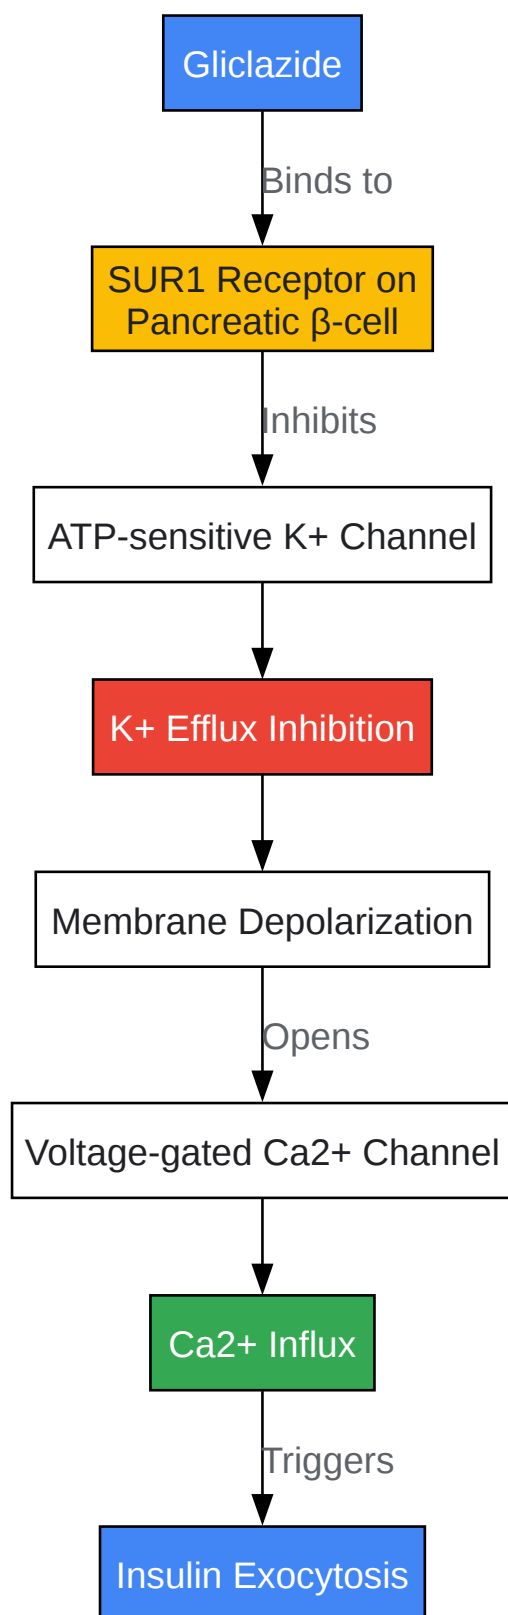 Gliclazide
Binds to
SUR1 Receptor on
Pancreatic β-cell
Inhibits
ATP-sensitive K+ Channel
K+ Efflux Inhibition
Membrane Depolarization
Opens
Voltage-gated Ca2+ Channel
Ca2+ Influx
Triggers
Insulin Exocytosis